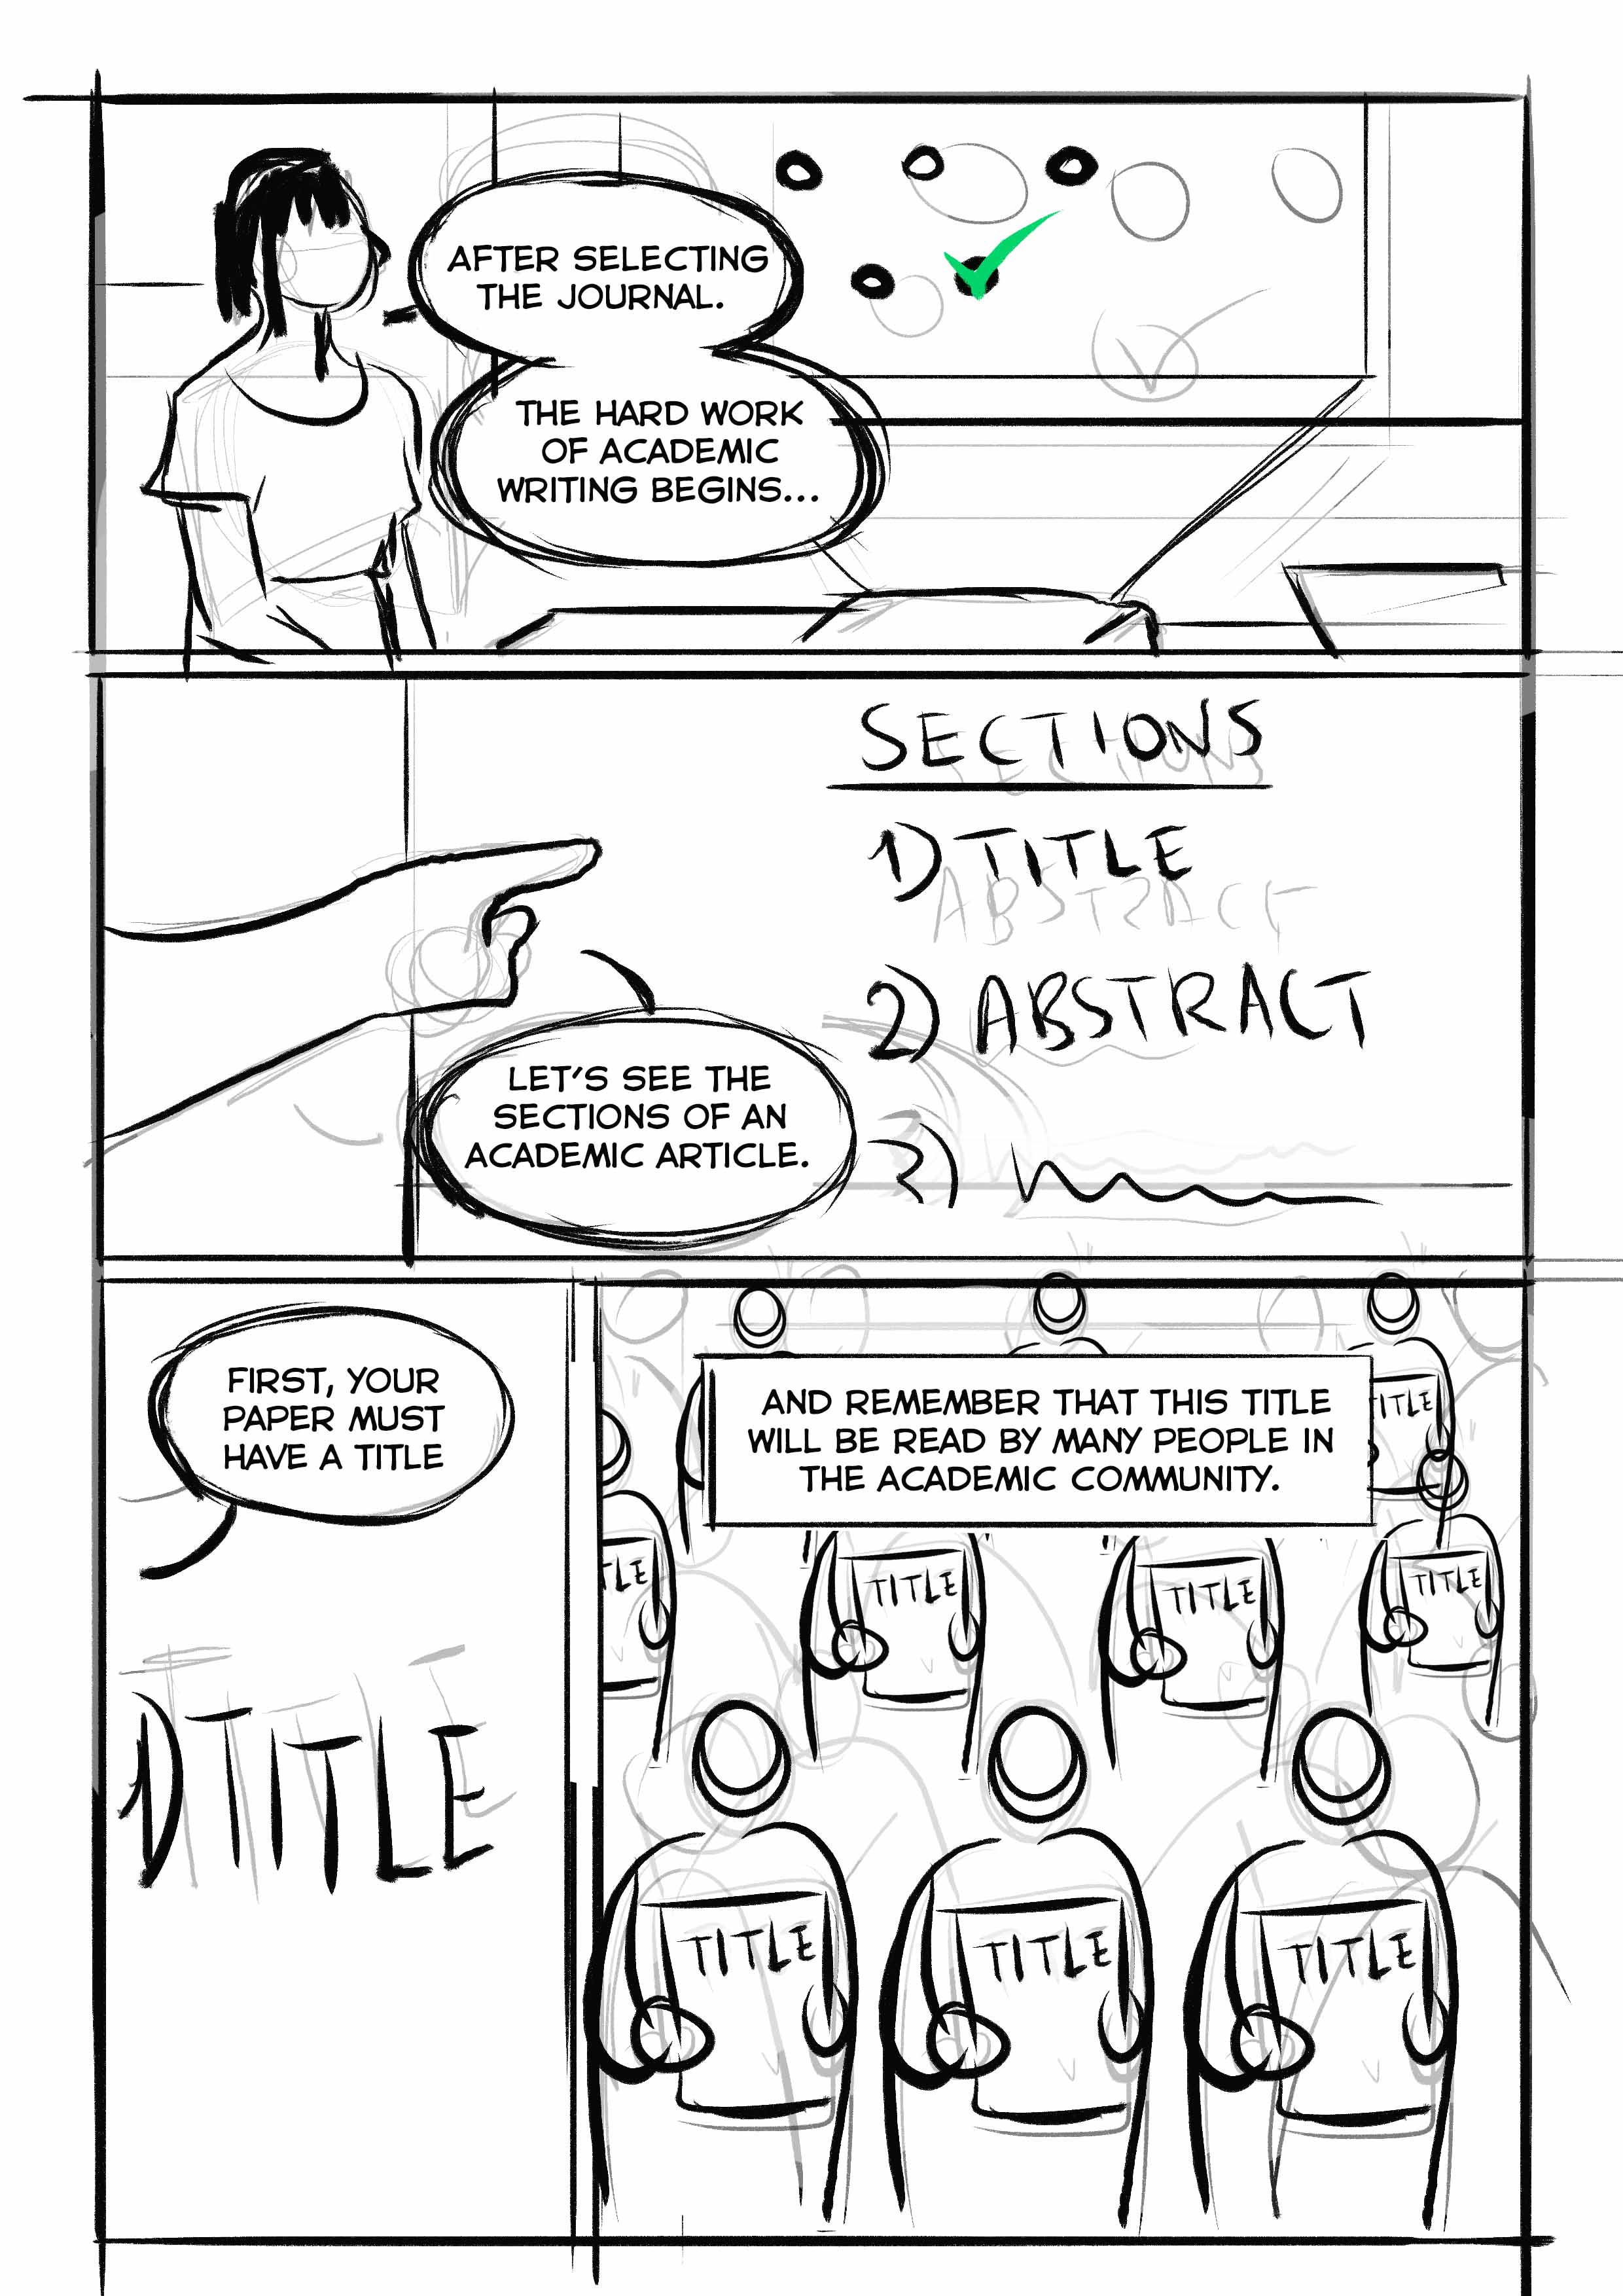 AFTER SELECTING
THE JOURNAL.
THE HARD WORK
OF ACADEMIC
WRITING BEGINS...
SECTIONS
1) TITLE
ABSTRACT
2) ABSTRACT
3)
LET'S SEE THE
SECTIONS OF AN
ACADEMIC ARTICLE.
FIRST, YOUR
PAPER MUST
HAVE A TITLE
1) TITLE
AND REMEMBER THAT THIS TITLE
WILL BE READ BY MANY PEOPLE IN
THE ACADEMIC COMMUNITY.
TITLE
TLE
TITLE
TITLE
TITLE
TITLE
TITLE
TITLE